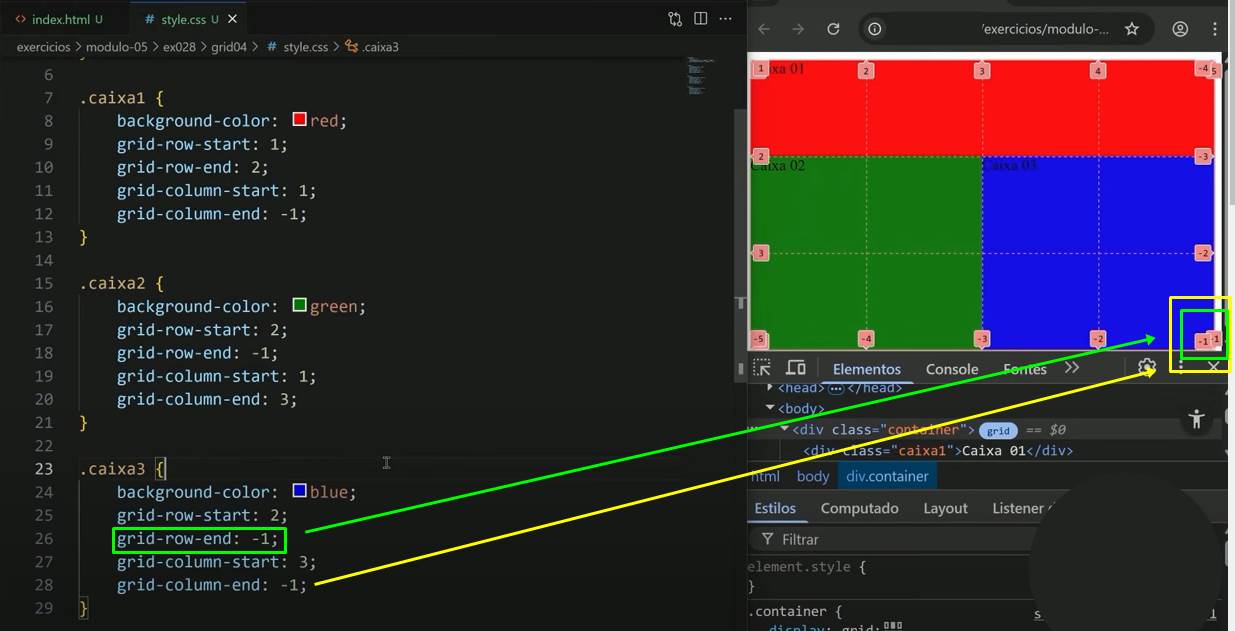 index.html U
style.css U
exercicios > modulo-05 > ex028 > grid04 > # style.css > .caixa3
6
7 .caixa1 {
8 background-color: red;
9 grid-row-start: 1;
10 grid-row-end: 2;
11 grid-column-start: 1;
12 grid-column-end: -1;
13 }
14
15 .caixa2 {
16 background-color: green;
17 grid-row-start: 2;
18 grid-row-end: -1;
19 grid-column-start: 1;
20 grid-column-end: 3;
21 }
22
23 .caixa3 {
24 background-color: blue;
25 grid-row-start: 2;
26 grid-row-end: -1;
27 grid-column-start: 3;
28 grid-column-end: -1;
29 }
/exercicios/modulo-...
1 2 3 4 -4 5
01
2 -3
Caixa 02 Caixa 03
3 -2
-5 -4 -3 -2 -1 -1
Elementos Console Fontes
<head> ... </head>
<body>
<div class="container"> grid == $0
<div class="caixa1">Caixa 01</div>
html body div.container
Estilos Computado Layout Listener
Filtrar
element.style {
}
.container {
display: grid;